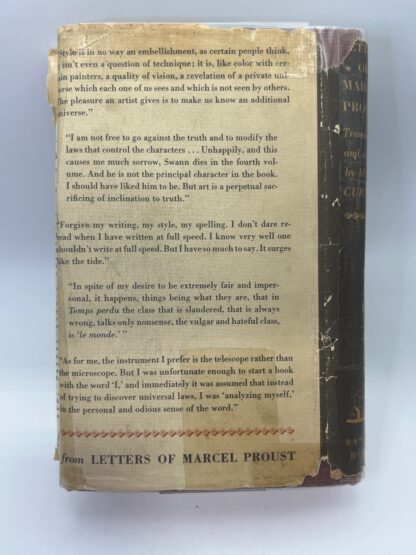 Style is in no way an embellishment, as certain people think,
isn't even a question of technique; it is, like color with cer-
ain painters, a quality of vision, a revelation of a private uni-
erse which each one of us sees and which is not seen by others.
The pleasure an artist gives is to make us know an additional
universe."
"I am not free to go against the truth and to modify the
laws that control the characters . . . Unhappily, and this
causes me much sorrow, Swann dies in the fourth vol-
ume. And he is not the principal character in the book.
I should have liked him to be. But art is a perpetual sac-
rificing of inclination to truth."
"Forgive my writing, my style, my spelling. I don't dare re-
read when I have written at full speed. I know very well one
shouldn't write at full speed. But I have so much to say. It surges
like the tide."
"In spite of my desire to be extremely fair and imper-
sonal, it happens, things being what they are, that in
Temps perdu the class that is slandered, that is always
wrong, talks only nonsense, the vulgar and hateful class,
is 'le monde.' "
"As for me, the instrument I prefer is the telescope rather than
the microscope. But I was unfortunate enough to start a book
with the word 'I,' and immediately it was assumed that instead
of trying to discover universal laws, I was 'analyzing myself,'
in the personal and odious sense of the word."
from LETTERS OF MARCEL PROUST
OF
MAR
PROU
Trans
and
by M
CUR